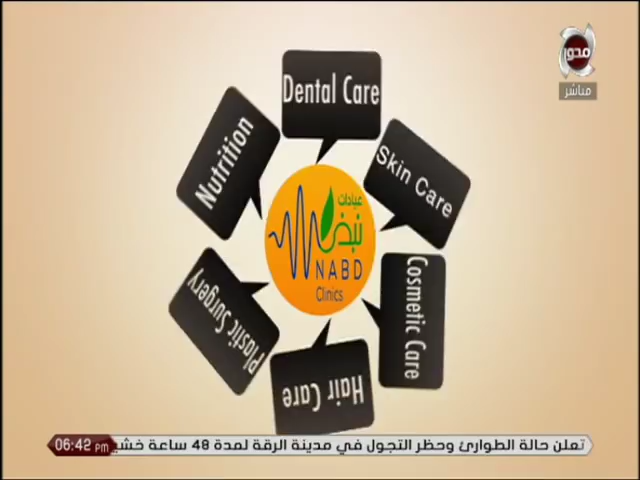 محور
مباشر
Dental Care
Skin Care
Cosmetic Care
Hair Care
Plastic Surgery
Nutrition
عيادات
نبض
NABD
Clinics
06:42 PM
تعلن حالة الطوارئ وحظر التجول في مدينة الرقة لمدة 48 ساعة